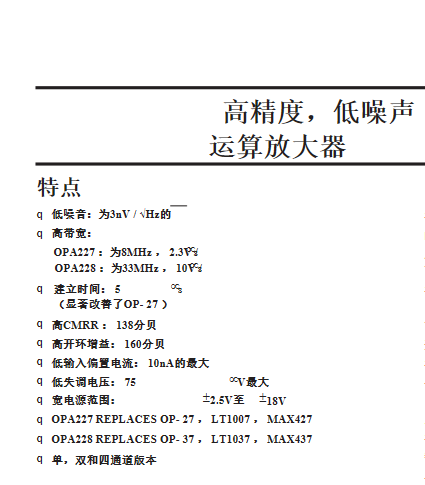 高精度，低噪声
运算放大器
特点
q 低噪音: 为3nV / √Hz的
q 高带宽:
OPA227 : 为8MHz ， 2.3V∝s
OPA228 : 为33MHz ， 10V∝s
q 建立时间: 5 ∝s
（显著改善了OP- 27 ）
q 高CMRR : 138分贝
q 高开环增益: 160分贝
q 低输入偏置电流: 10nA的最大
q 低失调电压: 75 ∝V最大
q 宽电源范围: ±2.5V至 ±18V
q OPA227 REPLACES OP- 27 ， LT1007 ， MAX427
q OPA228 REPLACES OP- 37 ， LT1037 ， MAX437
q 单，双和四通道版本